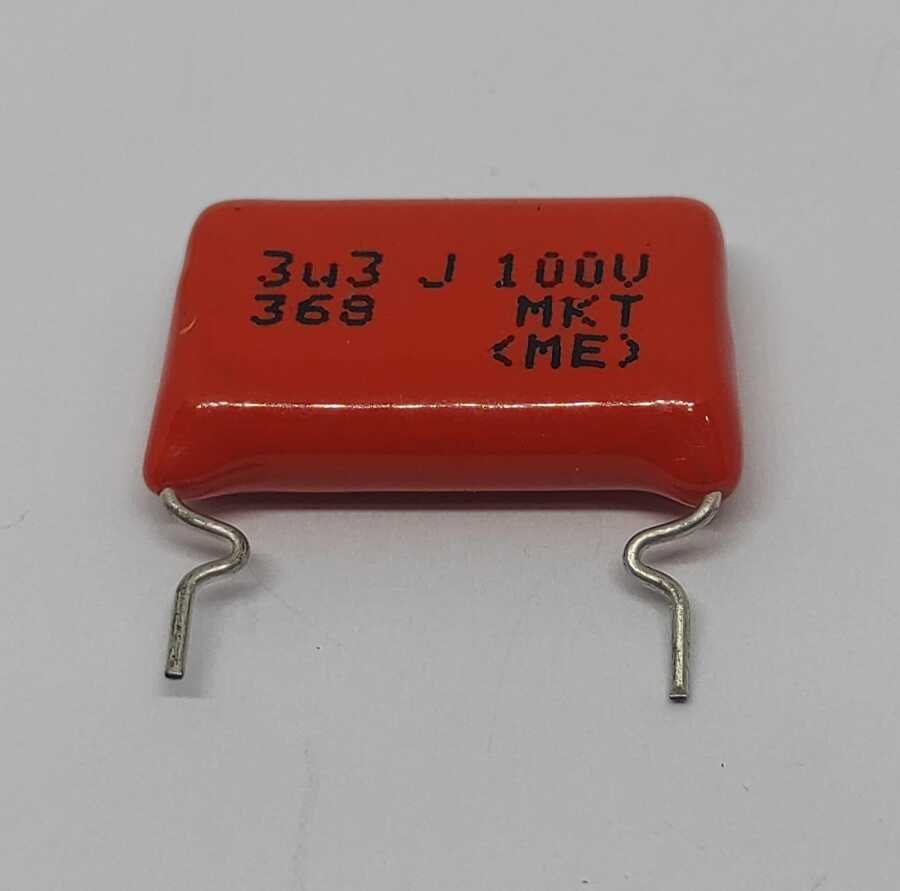 3u3 J 100V
368 MKT
<ME>